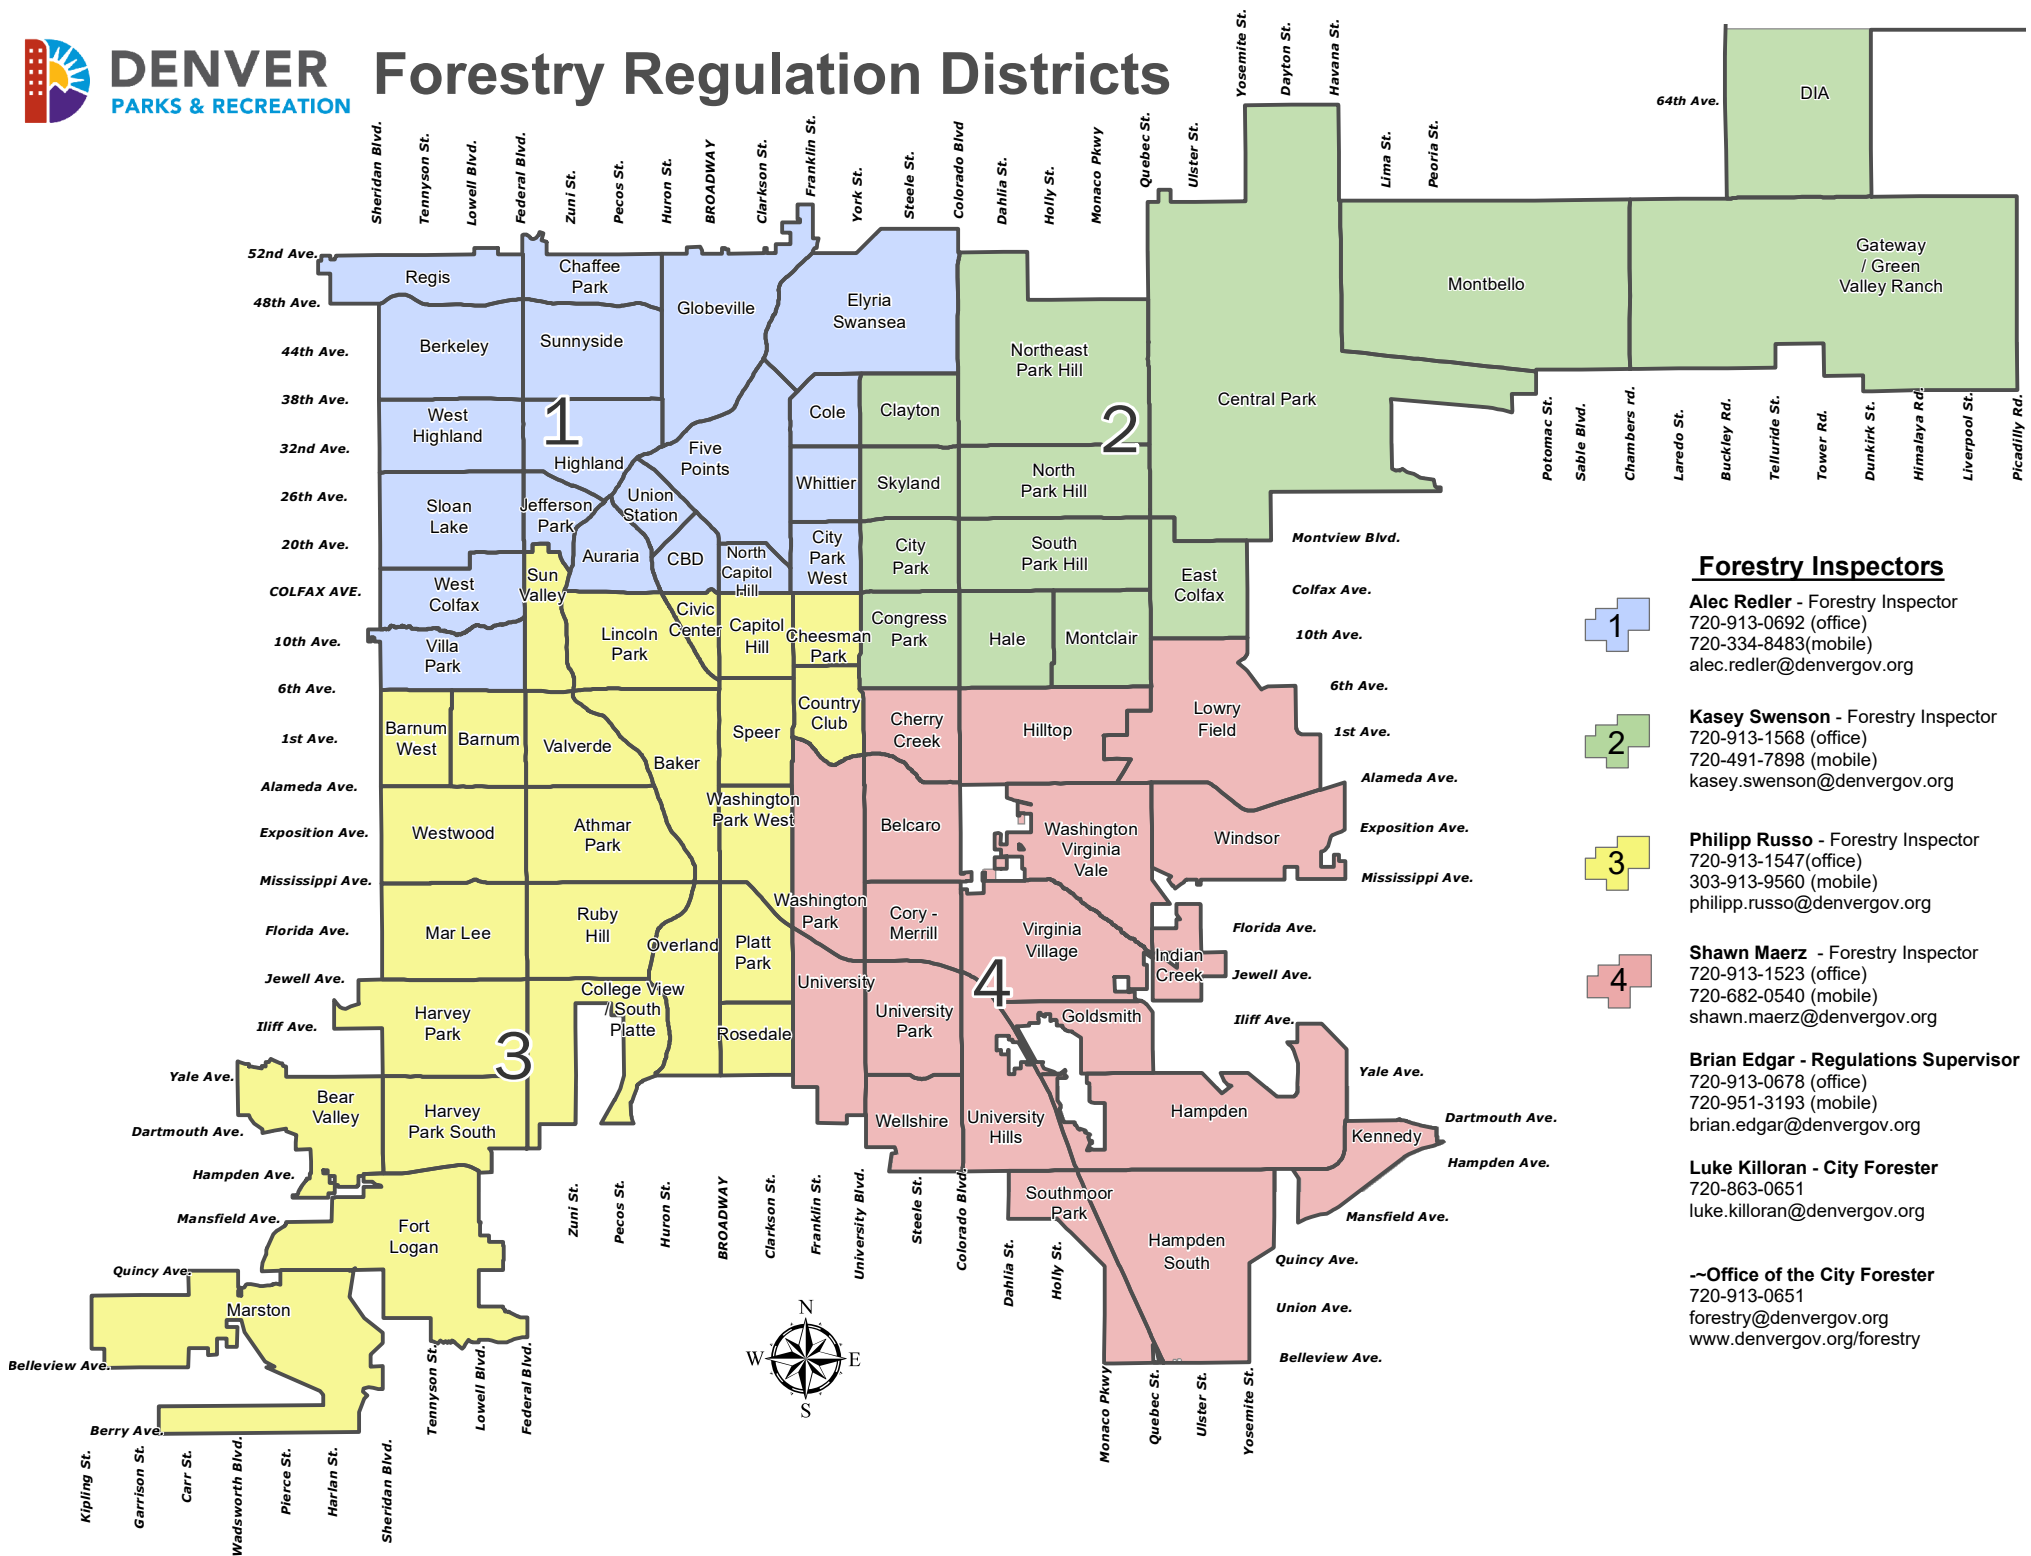 DENVER
PARKS & RECREATION
Forestry Regulation Districts
Sheridan Blvd.
Tennyson St.
Lowell Blvd.
Federal Blvd.
Zuni St.
Pecos St.
Huron St.
BROADWAY
Clarkson St.
Franklin St.
York St.
Steele St.
Colorado Blvd
Dahlia St.
Holly St.
Monaco Pkwy
Quebec St.
Ulster St.
Yosemite St.
Dayton St.
Havana St.
Lima St.
Peoria St.
64th Ave.
52nd Ave.
48th Ave.
44th Ave.
38th Ave.
32nd Ave.
26th Ave.
20th Ave.
COLFAX AVE.
10th Ave.
6th Ave.
1st Ave.
Alameda Ave.
Exposition Ave.
Mississippi Ave.
Florida Ave.
Jewell Ave.
Iliff Ave.
Yale Ave.
Dartmouth Ave.
Hampden Ave.
Mansfield Ave.
Quincy Ave.
Belleview Ave.
Berry Ave.
DIA
Regis
Chaffee
Park
Globeville
Elyria
Swansea
Berkeley
Sunnyside
West
Highland
1
Highland
Five
Points
Cole
Whittier
Union
Station
Sloan
Lake
Jefferson
Park
Auraria
CBD
North
Capitol
Hill
City
Park
West
West
Colfax
Villa
Park
Northeast
Park Hill
2
Clayton
Skyland
North
Park Hill
City
Park
South
Park Hill
Central Park
Montbello
Gateway
/ Green
Valley Ranch
East
Colfax
Congress
Park
Hale
Montclair
Sun
Valley
Lincoln
Park
Civic
Center
Capitol
Hill
Cheesman
Park
Country
Club
Barnum
West
Barnum
Valverde
Baker
Speer
Westwood
Athmar
Park
Washington
Park West
Mar Lee
Ruby
Hill
Overland
Platt
Park
Harvey
Park
College View
/ South
Platte
Rosedale
3
Bear
Valley
Harvey
Park South
Fort
Logan
Marston
Cherry
Creek
Hilltop
Lowry
Field
Belcaro
Washington
Virginia
Vale
Windsor
Washington
Park
Cory -
Merrill
Virginia
Village
Indian
Creek
University
4
University
Park
Goldsmith
Wellshire
University
Hills
Hampden
Kennedy
Southmoor
Park
Hampden
South
Potomac St.
Sable Blvd.
Chambers rd.
Laredo St.
Buckley Rd.
Telluride St.
Tower Rd.
Dunkirk St.
Himalaya Rd.
Liverpool St.
Picadilly Rd.
Montview Blvd.
Colfax Ave.
10th Ave.
6th Ave.
1st Ave.
Alameda Ave.
Exposition Ave.
Mississippi Ave.
Florida Ave.
Jewell Ave.
Iliff Ave.
Yale Ave.
Dartmouth Ave.
Hampden Ave.
Mansfield Ave.
Quincy Ave.
Union Ave.
Belleview Ave.
Zuni St.
Pecos St.
Huron St.
BROADWAY
Clarkson St.
Franklin St.
University Blvd.
Steele St.
Colorado Blvd.
Dahlia St.
Holly St.
Monaco Pkwy
Quebec St.
Ulster St.
Yosemite St.
Tennyson St.
Lowell Blvd.
Federal Blvd.
Kipling St.
Garrison St.
Carr St.
Wadsworth Blvd.
Pierce St.
Harlan St.
Sheridan Blvd.
N
W
E
S
Forestry Inspectors
1
Alec Redler - Forestry Inspector
720-913-0692 (office)
720-334-8483(mobile)
alec.redler@denvergov.org
2
Kasey Swenson - Forestry Inspector
720-913-1568 (office)
720-491-7898 (mobile)
kasey.swenson@denvergov.org
3
Philipp Russo - Forestry Inspector
720-913-1547(office)
303-913-9560 (mobile)
philipp.russo@denvergov.org
4
Shawn Maerz - Forestry Inspector
720-913-1523 (office)
720-682-0540 (mobile)
shawn.maerz@denvergov.org
Brian Edgar - Regulations Supervisor
720-913-0678 (office)
720-951-3193 (mobile)
brian.edgar@denvergov.org
Luke Killoran - City Forester
720-863-0651
luke.killoran@denvergov.org
-~Office of the City Forester
720-913-0651
forestry@denvergov.org
www.denvergov.org/forestry